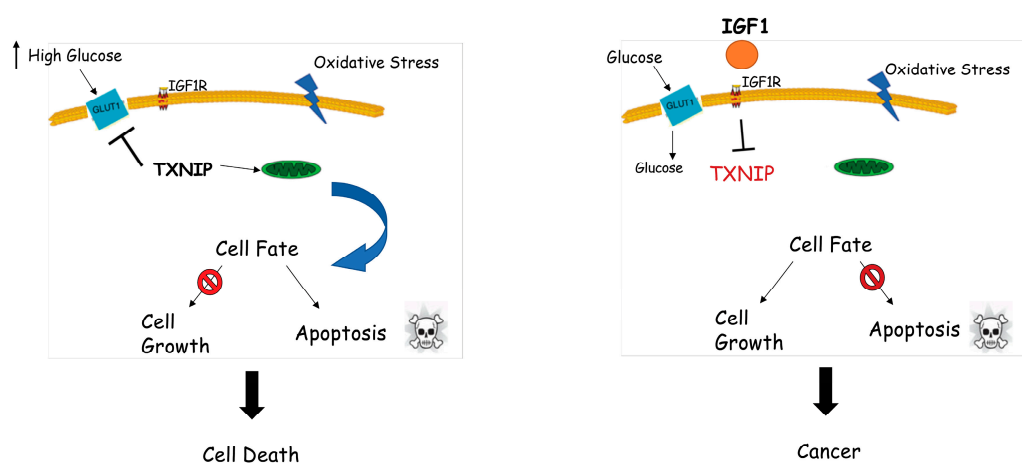 High Glucose
Oxidative Stress
IGF1R
GLUT1
TXNIP
Cell Fate
Cell
Growth
Apoptosis
Cell Death
IGF1
Glucose
Oxidative Stress
IGF1R
GLUT1
Glucose
TXNIP
Cell Fate
Cell
Growth
Apoptosis
Cancer